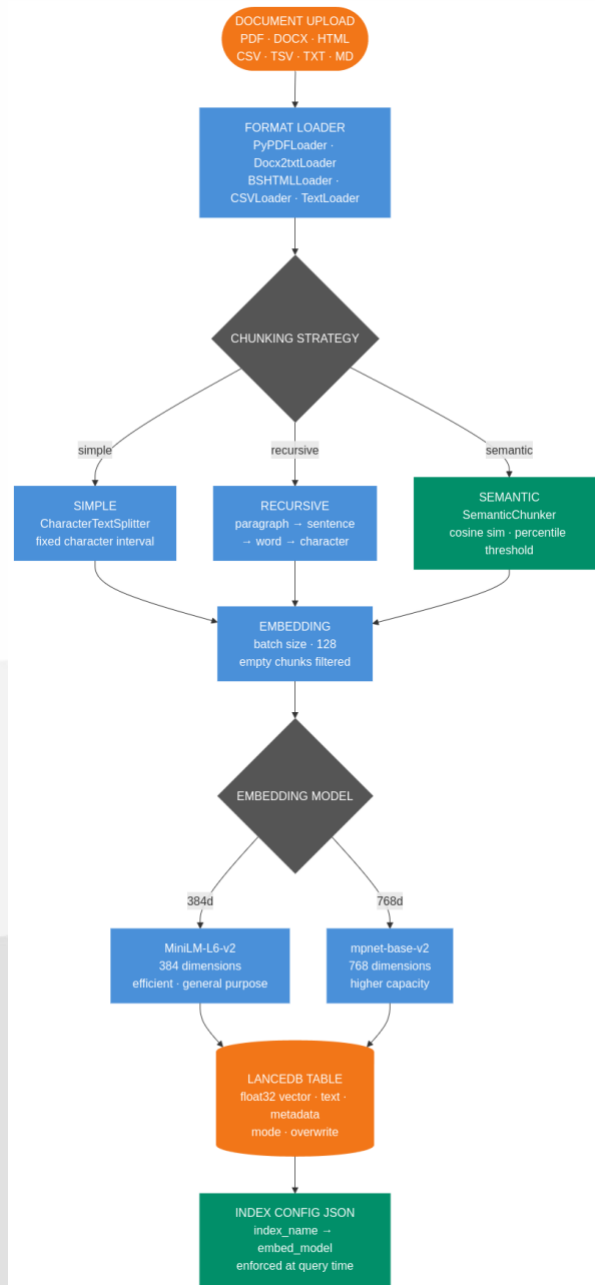 DOCUMENT UPLOAD
PDF · DOCX · HTML
CSV · TSV · TXT · MD
FORMAT LOADER
PyPDFLoader ·
Docx2txtLoader
BSHTMLLoader ·
CSVLoader · TextLoader
CHUNKING STRATEGY
simple
recursive
semantic
SIMPLE
CharacterTextSplitter
fixed character interval
RECURSIVE
paragraph → sentence
→ word → character
SEMANTIC
SemanticChunker
cosine sim · percentile
threshold
EMBEDDING
batch size · 128
empty chunks filtered
EMBEDDING MODEL
384d
768d
MiniLM-L6-v2
384 dimensions
efficient · general purpose
mpnet-base-v2
768 dimensions
higher capacity
LANCEDB TABLE
float32 vector · text ·
metadata
mode · overwrite
INDEX CONFIG JSON
index_name →
embed_model
enforced at query time